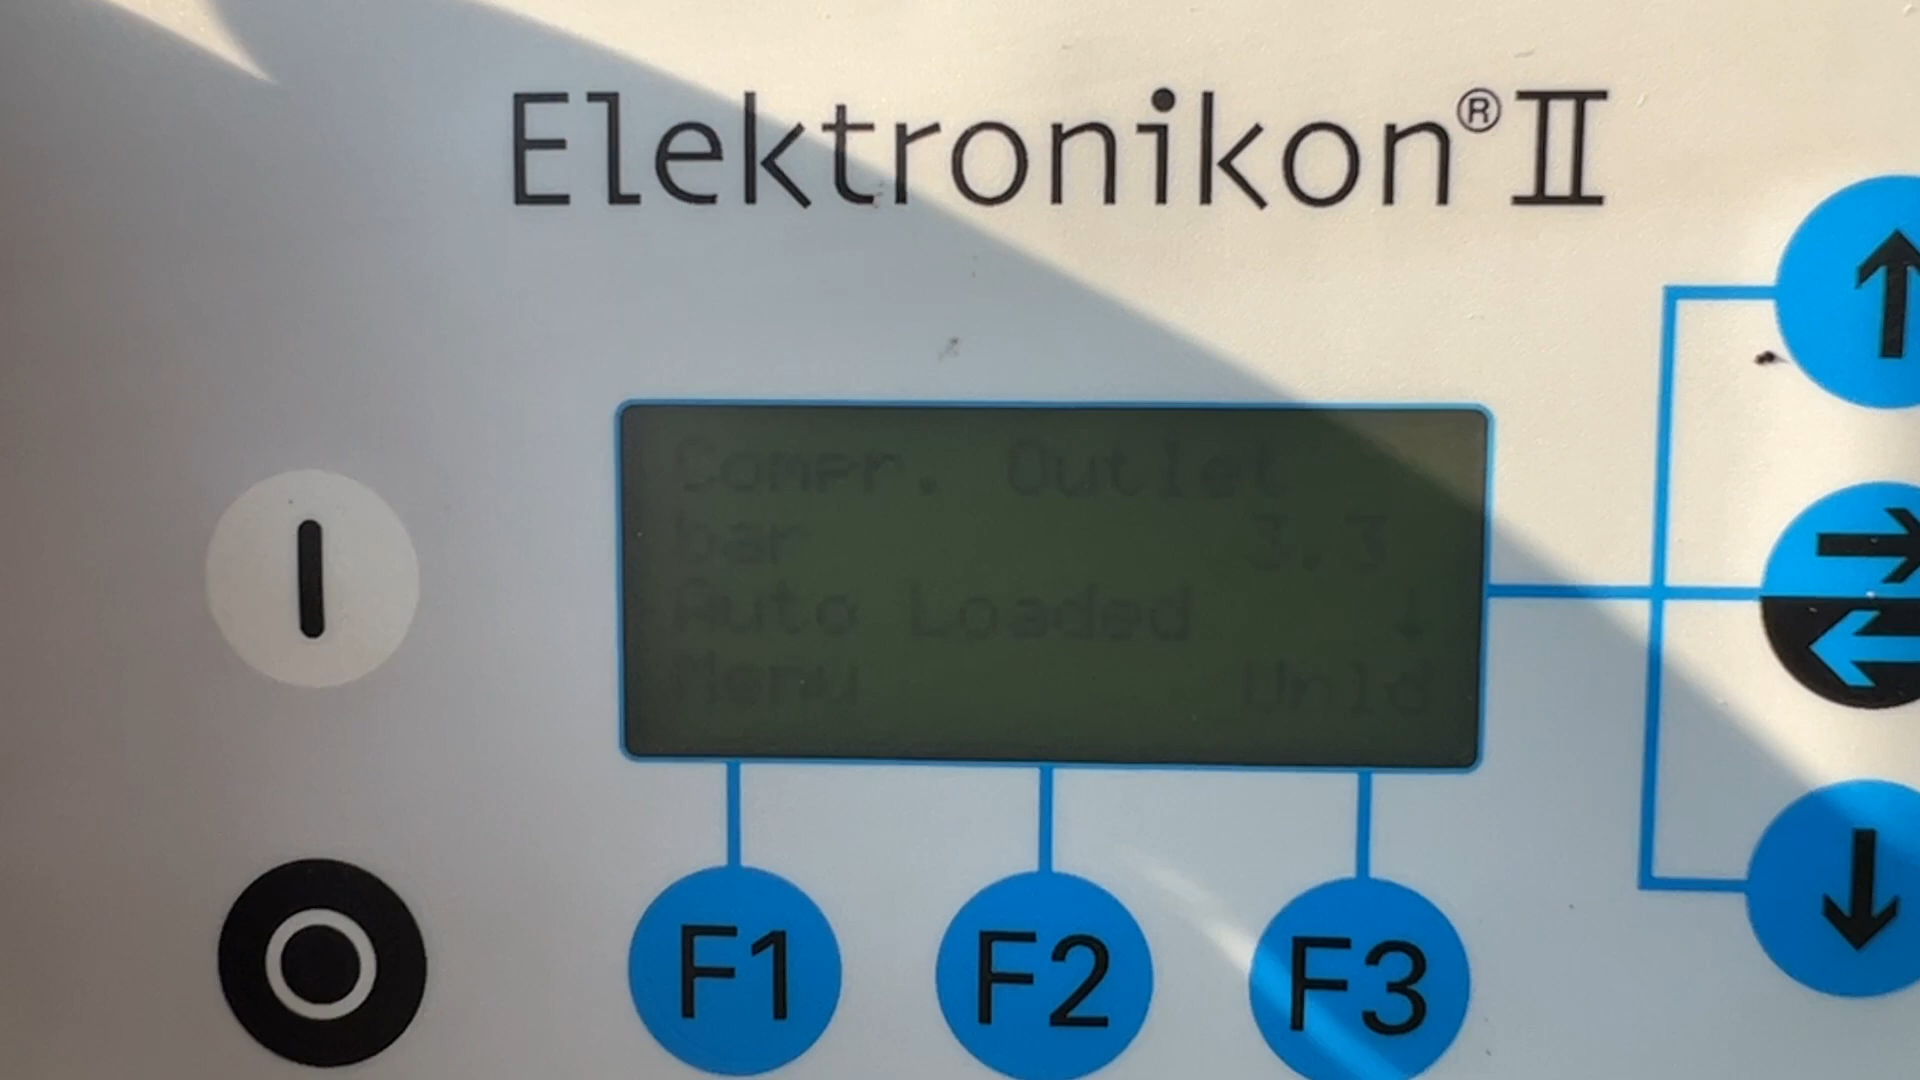 Elektronikon® II
Compr. Outlet
bar 3.3
Auto Loaded ↓
Menu Unld
F1 F2 F3